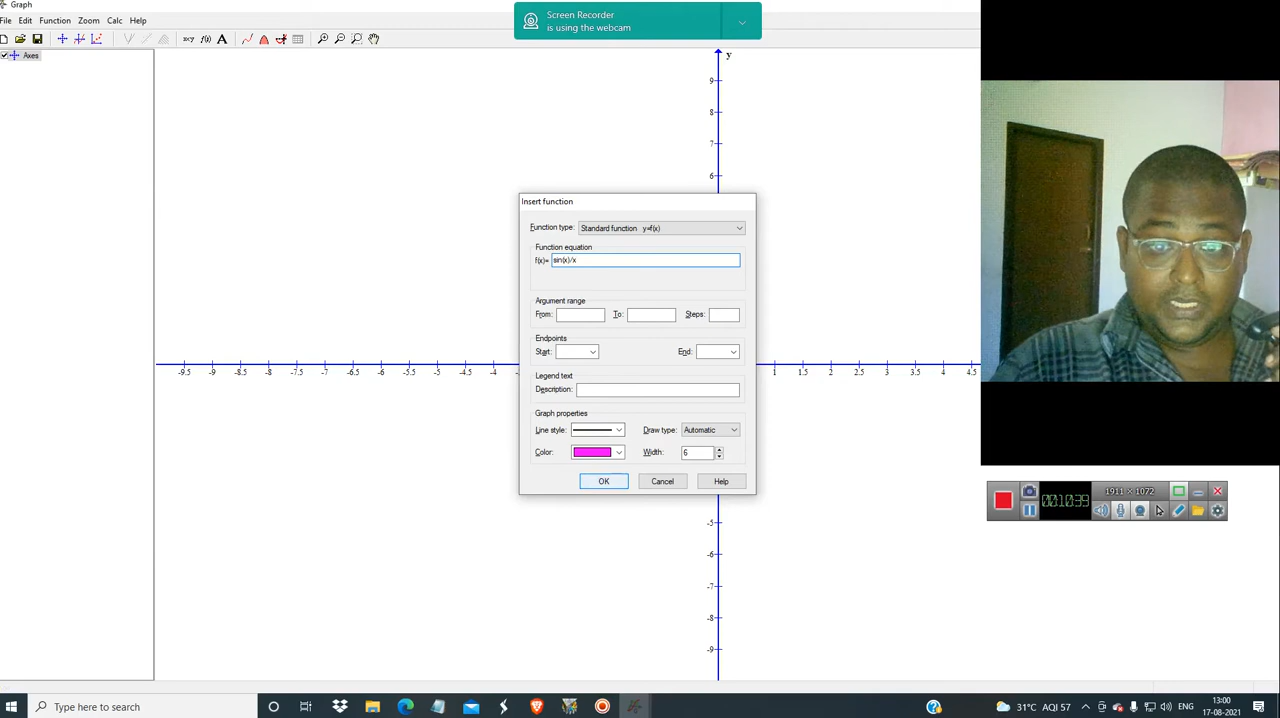 Graph
Screen Recorder
is using the webcam
File Edit Function Zoom Calc Help
Axes
y
9
8
7
6
Insert function
Function type: Standard function y=f(x)
Function equation
f(x)= sin(x)/x
Argument range
From: To: Steps:
Endpoints
Start: End:
Legend text
Description:
Graph properties
Line style: Draw type: Automatic
Color: Width: 6
OK Cancel Help
-9.5 -9 -8.5 -8 -7.5 -7 -6.5 -6 -5.5 -5 -4.5 -4 1 1.5 2 2.5 3 3.5 4 4.5
-5
-6
-7
-8
-9
1911 x 1072
00:10:39
Type here to search
31°C AQI 57
13:00
17-08-2021